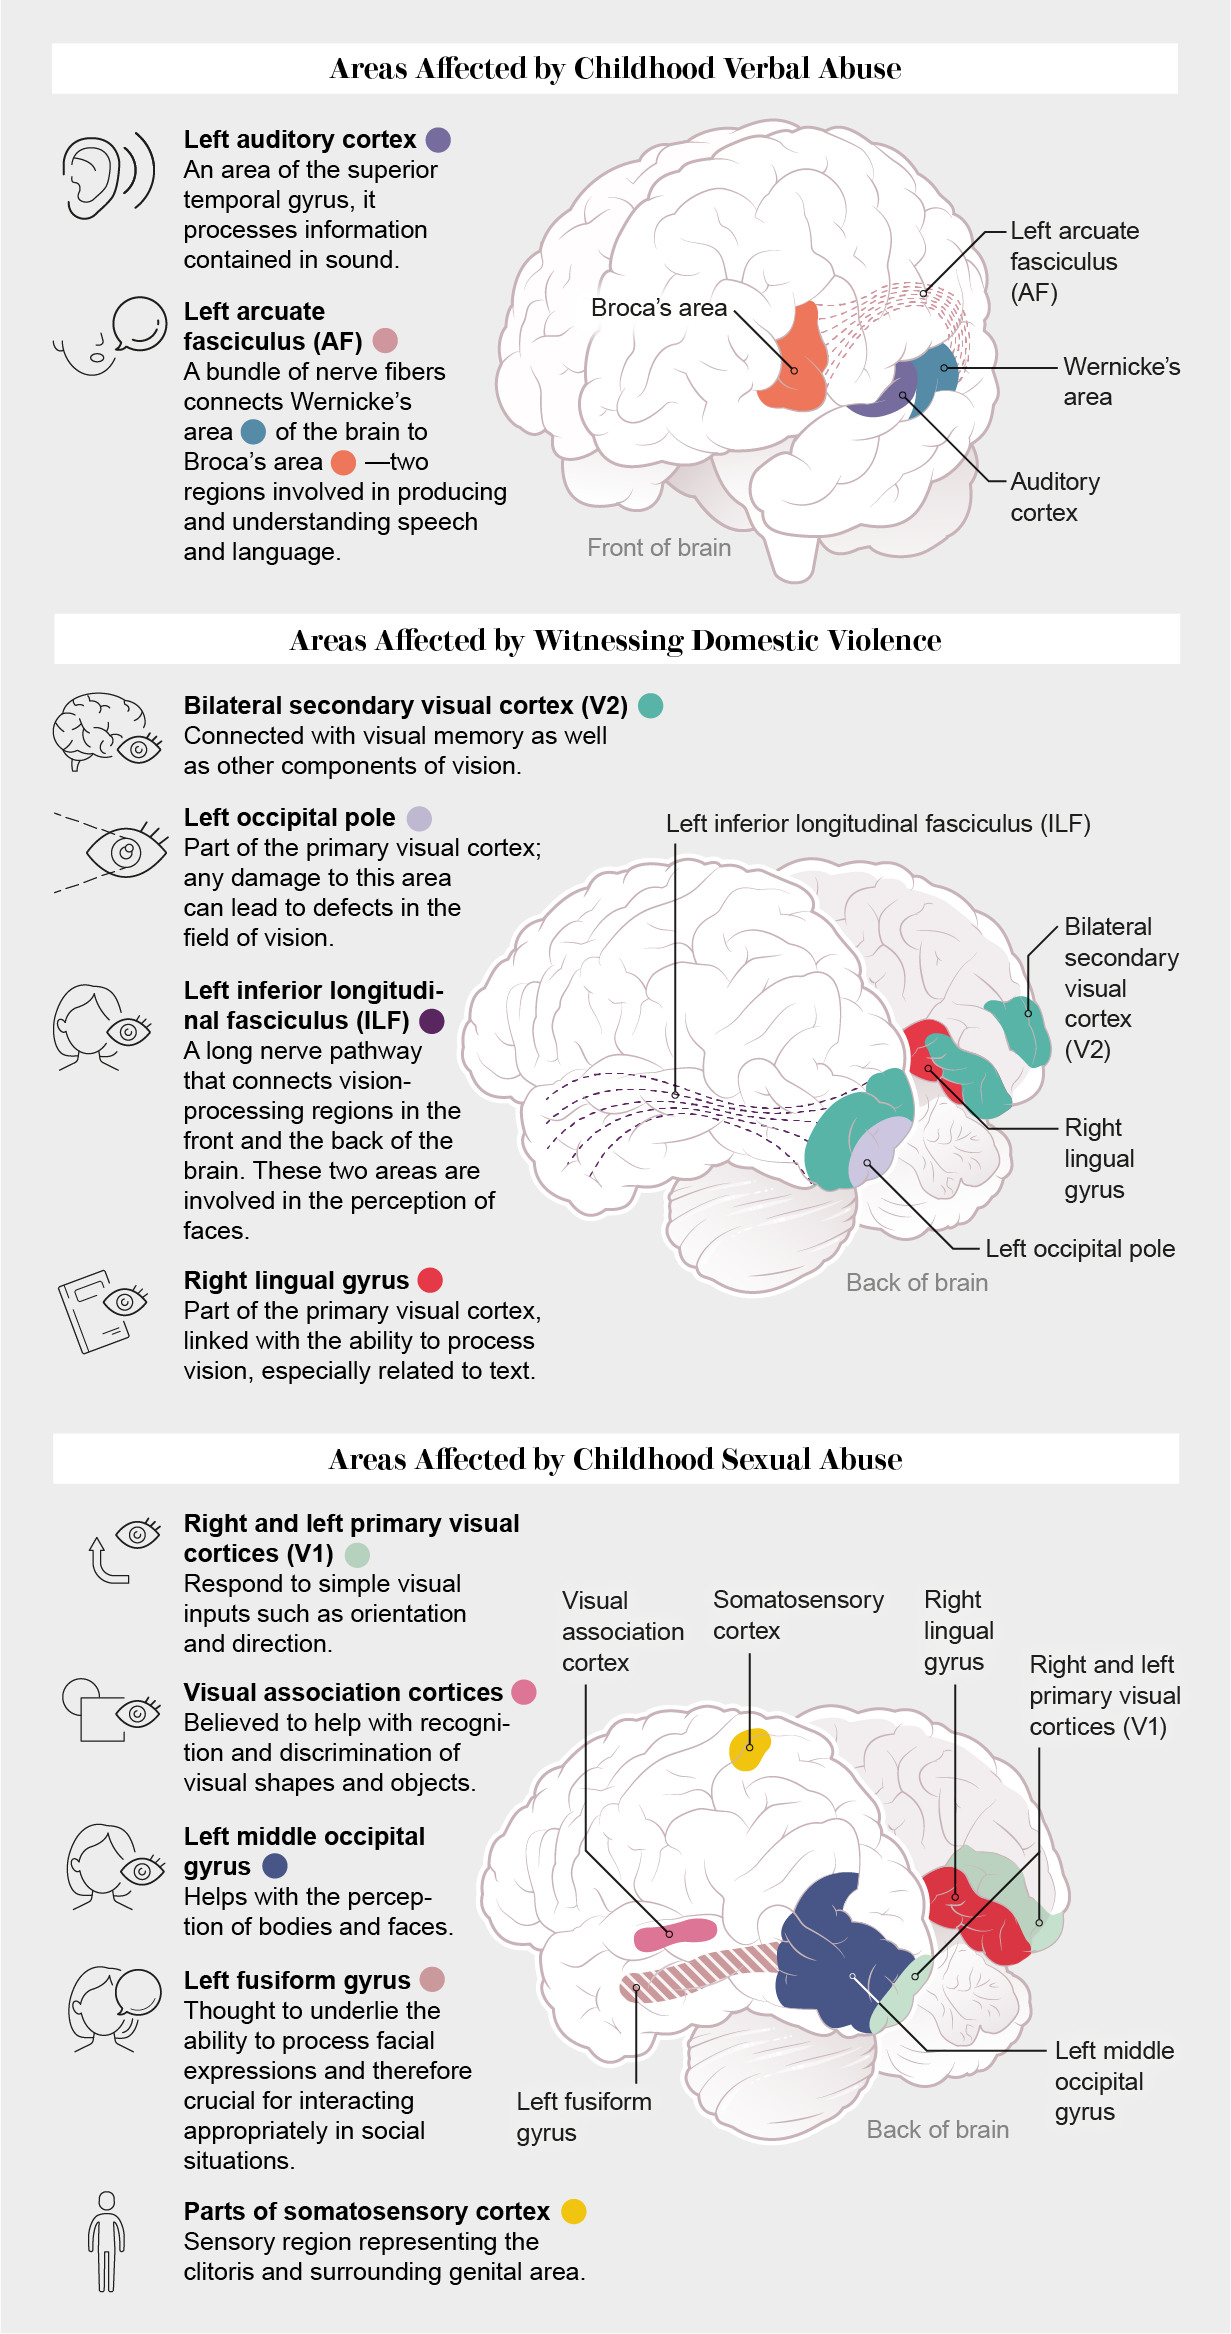 Areas Affected by Childhood Verbal Abuse
Left auditory cortex
An area of the superior
temporal gyrus, it
processes information
contained in sound.
Left arcuate
fasciculus (AF)
A bundle of nerve fibers
connects Wernicke's
area of the brain to
Broca's area —two
regions involved in producing
and understanding speech
and language.
Broca's area
Left arcuate
fasciculus
(AF)
Wernicke's
area
Auditory
cortex
Front of brain
Areas Affected by Witnessing Domestic Violence
Bilateral secondary visual cortex (V2)
Connected with visual memory as well
as other components of vision.
Left occipital pole
Part of the primary visual cortex;
any damage to this area
can lead to defects in the
field of vision.
Left inferior longitudi-
nal fasciculus (ILF)
A long nerve pathway
that connects vision-
processing regions in the
front and the back of the
brain. These two areas are
involved in the perception of
faces.
Right lingual gyrus
Part of the primary visual cortex,
linked with the ability to process
vision, especially related to text.
Left inferior longitudinal fasciculus (ILF)
Bilateral
secondary
visual
cortex
(V2)
Right
lingual
gyrus
Left occipital pole
Back of brain
Areas Affected by Childhood Sexual Abuse
Right and left primary visual
cortices (V1)
Respond to simple visual
inputs such as orientation
and direction.
Visual association cortices
Believed to help with recogni-
tion and discrimination of
visual shapes and objects.
Left middle occipital
gyrus
Helps with the percep-
tion of bodies and faces.
Left fusiform gyrus
Thought to underlie the
ability to process facial
expressions and therefore
crucial for interacting
appropriately in social
situations.
Parts of somatosensory cortex
Sensory region representing the
clitoris and surrounding genital area.
Visual
association
cortex
Somatosensory
cortex
Right
lingual
gyrus
Right and left
primary visual
cortices (V1)
Left fusiform
gyrus
Left middle
occipital
gyrus
Back of brain